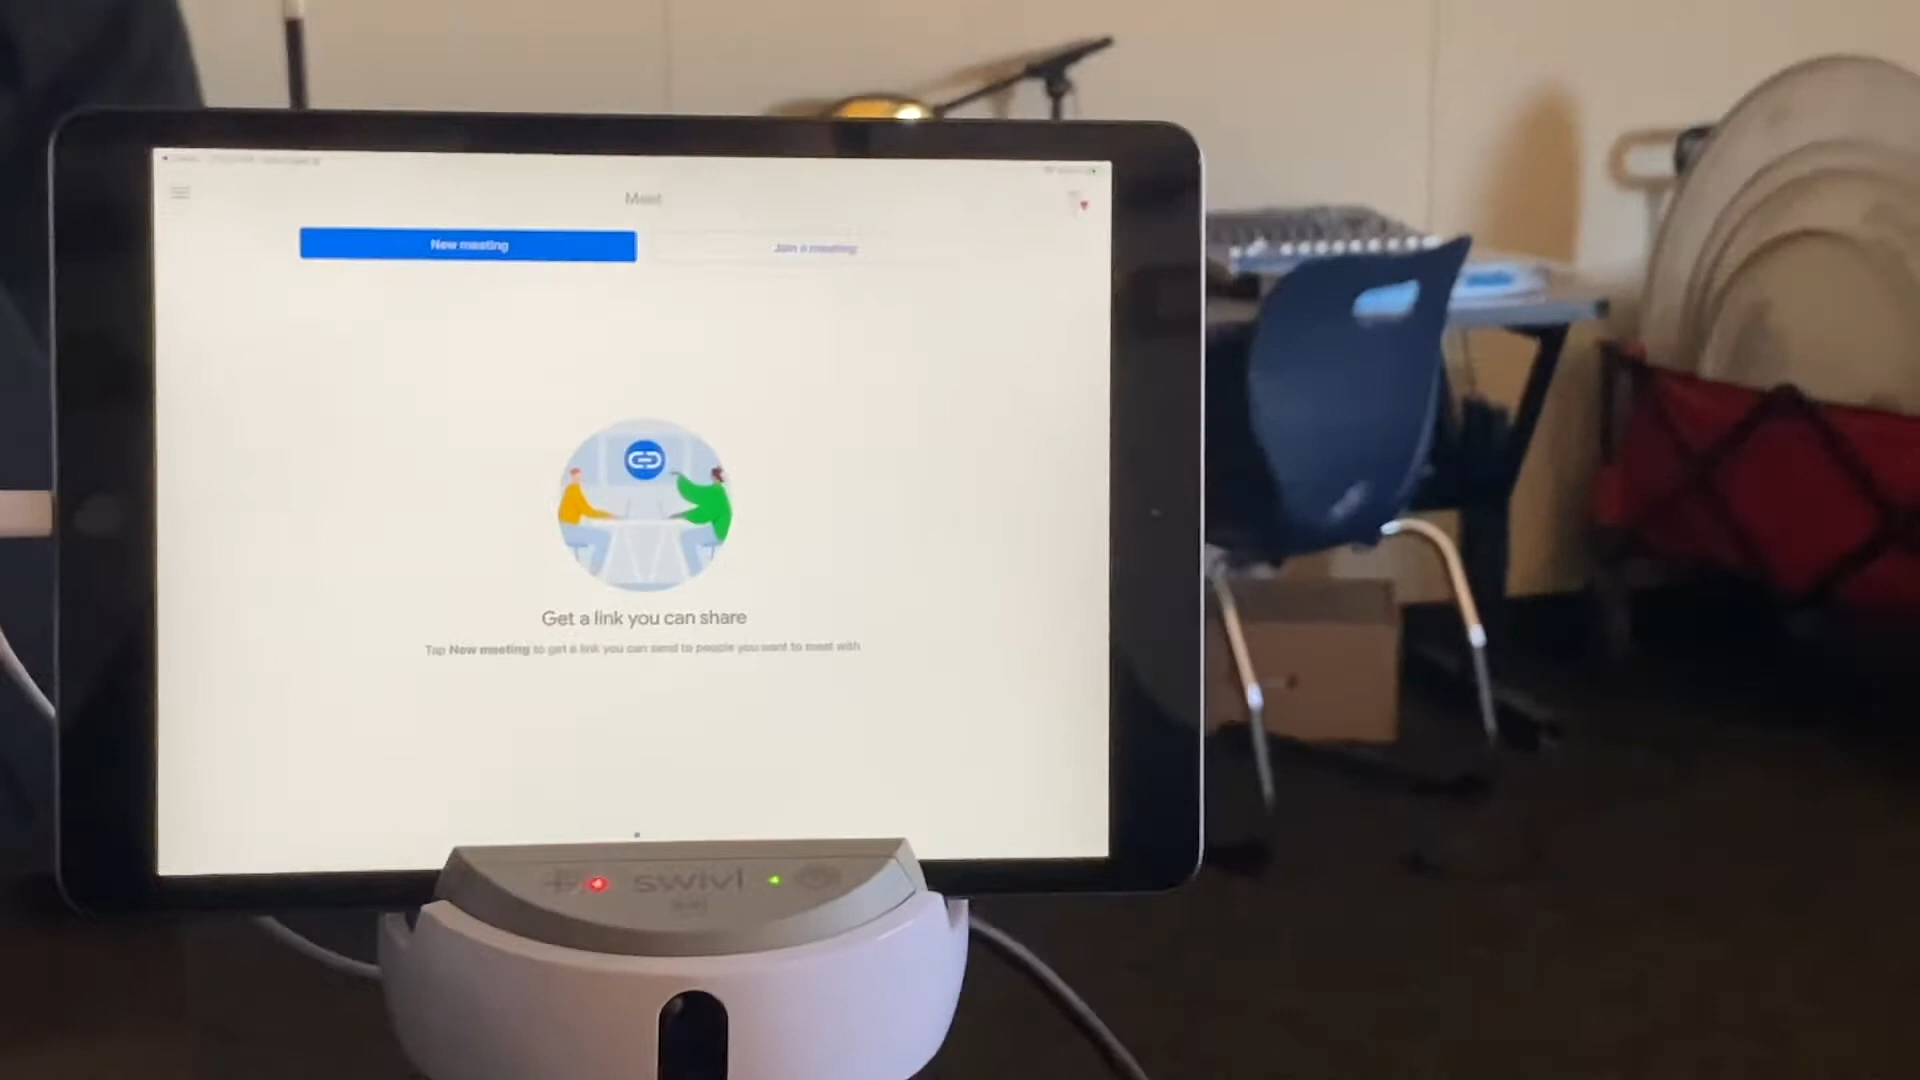 Meet
New meeting
Join a meeting
Get a link you can share
Tap New meeting to get a link you can send to people you want to meet with
swivl